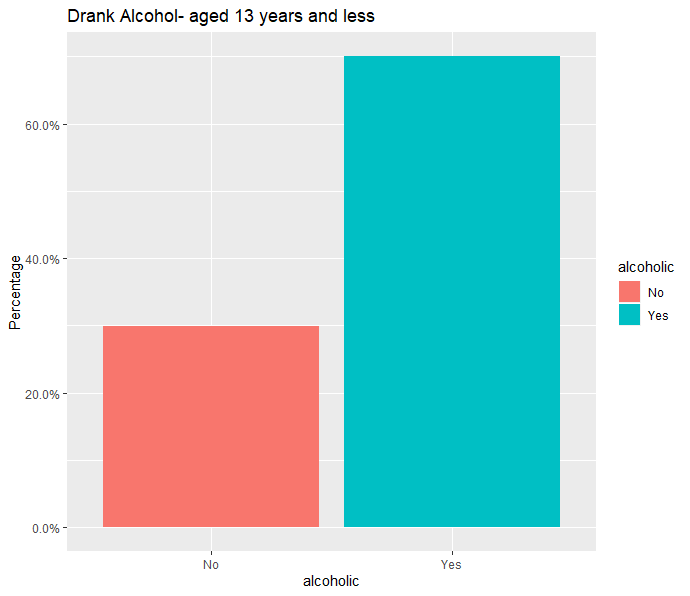 Drank Alcohol- aged 13 years and less
Percentage
60.0%
40.0%
20.0%
0.0%
No
Yes
alcoholic
alcoholic
No
Yes